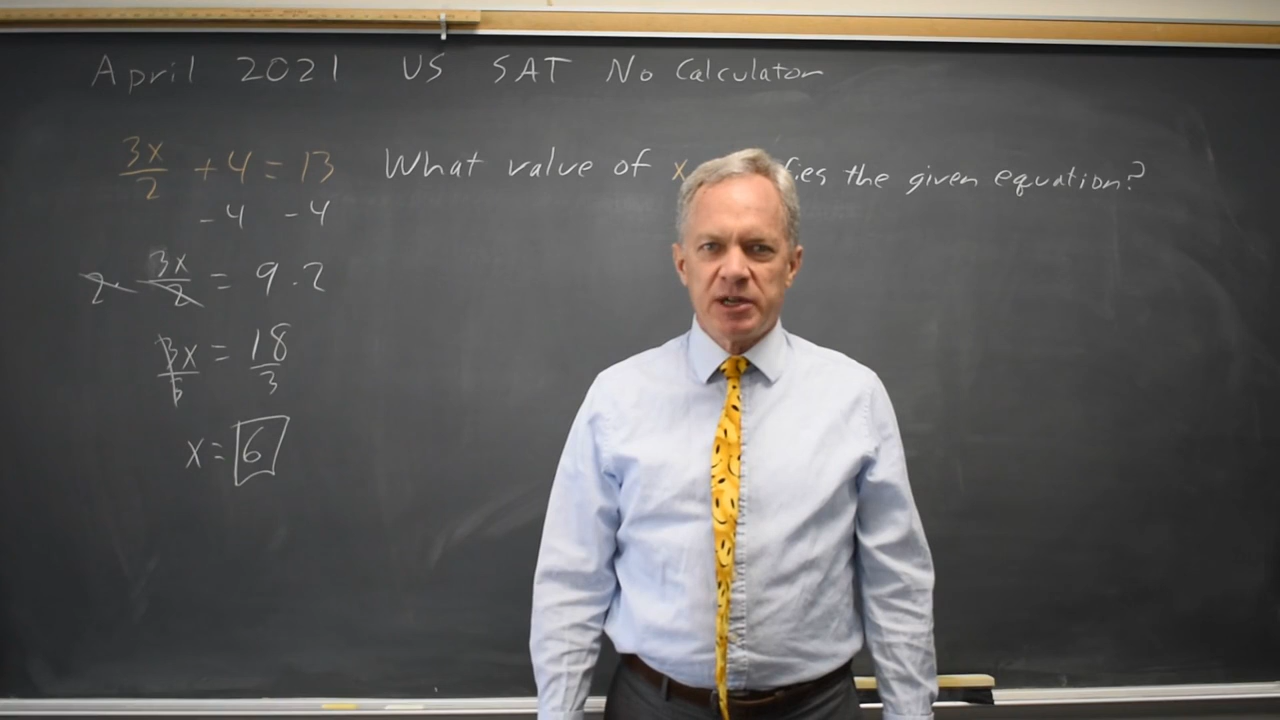 April 2021 US SAT No Calculator
3x/2 + 4 = 13 What value of x fies the given equation?
-4 -4
2 · 3x/2 = 9 · 2
3x/3 = 18/3
x = 6